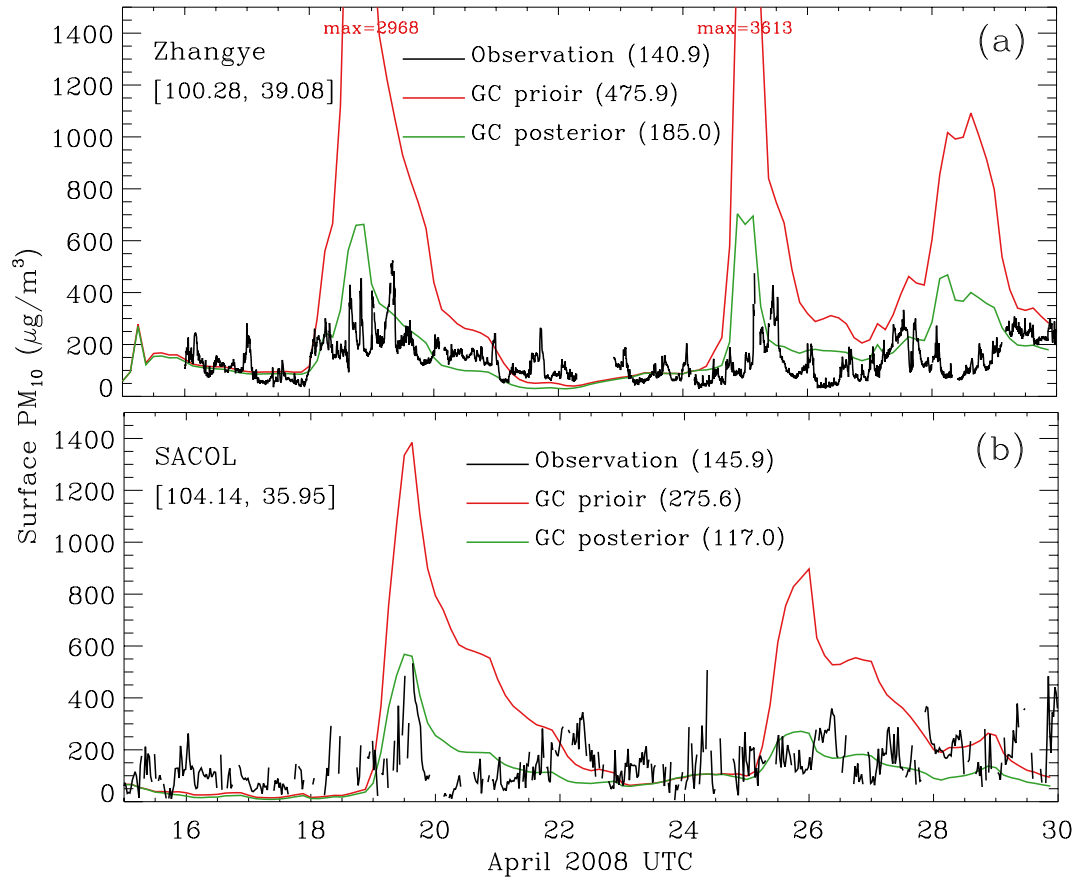 max=2968
max=3613
(a)
Zhangye
[100.28, 39.08]
Observation (140.9)
GC prioir (475.9)
GC posterior (185.0)
1400
1200
1000
800
600
400
200
0
Surface PM10 (μg/m³)
(b)
SACOL
[104.14, 35.95]
Observation (145.9)
GC prioir (275.6)
GC posterior (117.0)
1400
1200
1000
800
600
400
200
0
16 18 20 22 24 26 28 30
April 2008 UTC